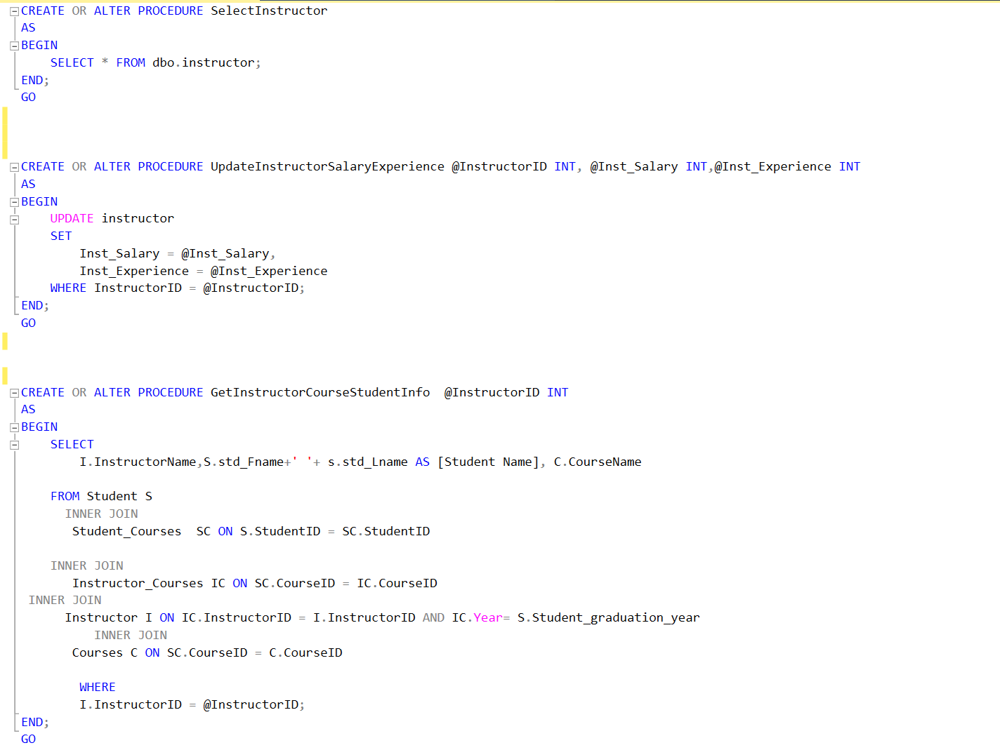 CREATE OR ALTER PROCEDURE SelectInstructor
AS
BEGIN
    SELECT * FROM dbo.instructor;
END;
GO
CREATE OR ALTER PROCEDURE UpdateInstructorSalaryExperience @InstructorID INT, @Inst_Salary INT,@Inst_Experience INT
AS
BEGIN
    UPDATE instructor
    SET
        Inst_Salary = @Inst_Salary,
        Inst_Experience = @Inst_Experience
    WHERE InstructorID = @InstructorID;
END;
GO
CREATE OR ALTER PROCEDURE GetInstructorCourseStudentInfo  @InstructorID INT
AS
BEGIN
    SELECT
        I.InstructorName,S.std_Fname+' '+ s.std_Lname AS [Student Name], C.CourseName
    FROM Student S
      INNER JOIN
       Student_Courses  SC ON S.StudentID = SC.StudentID
    INNER JOIN
       Instructor_Courses IC ON SC.CourseID = IC.CourseID
 INNER JOIN
      Instructor I ON IC.InstructorID = I.InstructorID AND IC.Year= S.Student_graduation_year
          INNER JOIN
       Courses C ON SC.CourseID = C.CourseID
        WHERE
        I.InstructorID = @InstructorID;
END;
GO